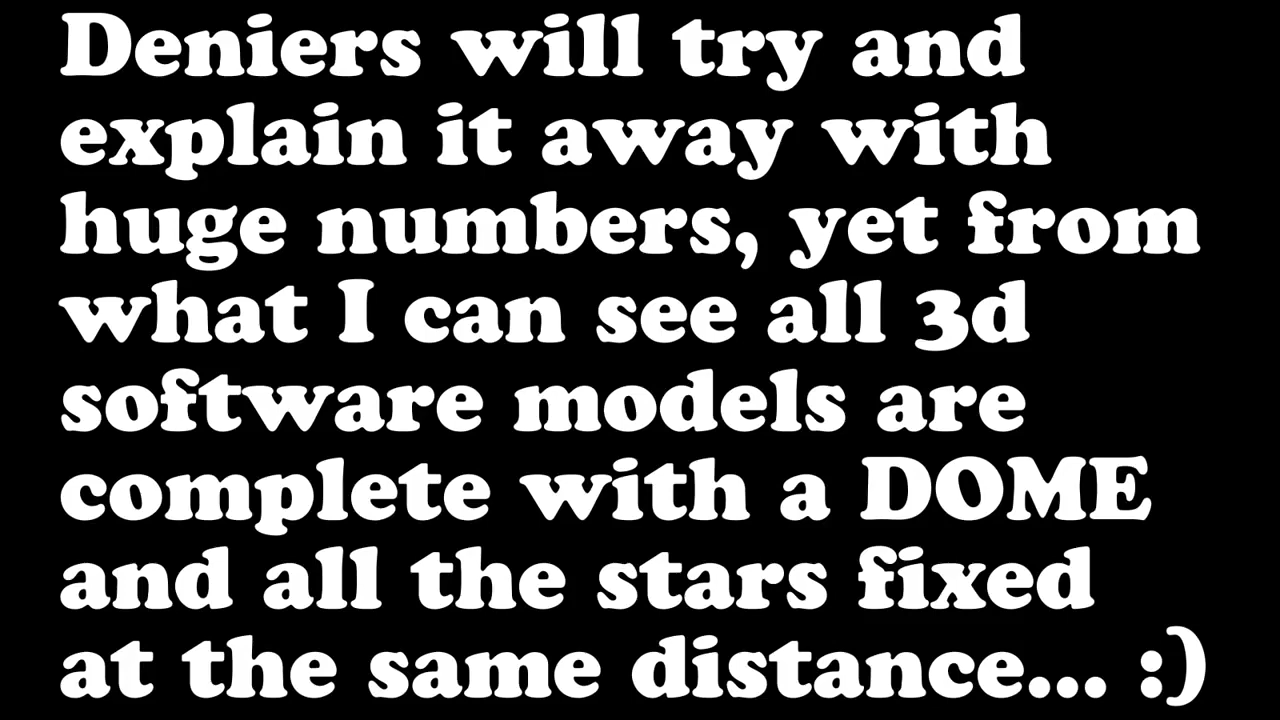 Deniers will try and
explain it away with
huge numbers, yet from
what I can see all 3d
software models are
complete with a DOME
and all the stars fixed
at the same distance... :)